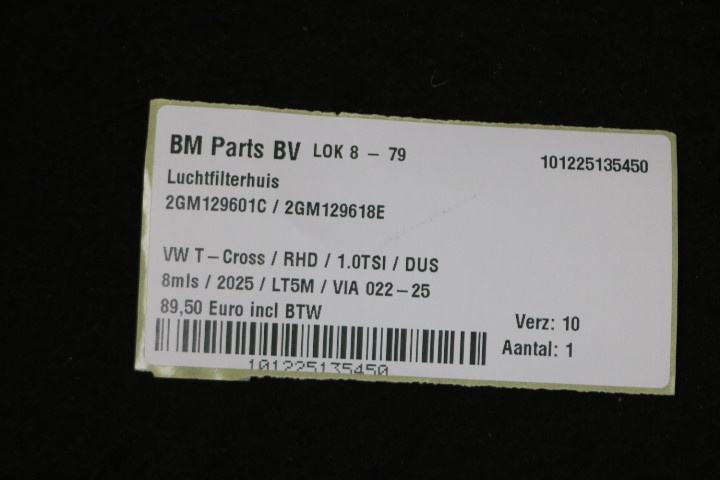 BM Parts BV LOK 8 - 79
101225135450
Luchtfilterhuis
2GM129601C / 2GM129618E
VW T-Cross / RHD / 1.0TSI / DUS
8mls / 2025 / LT5M / VIA 022-25
89,50 Euro incl BTW
Verz: 10
Aantal: 1
101225135450